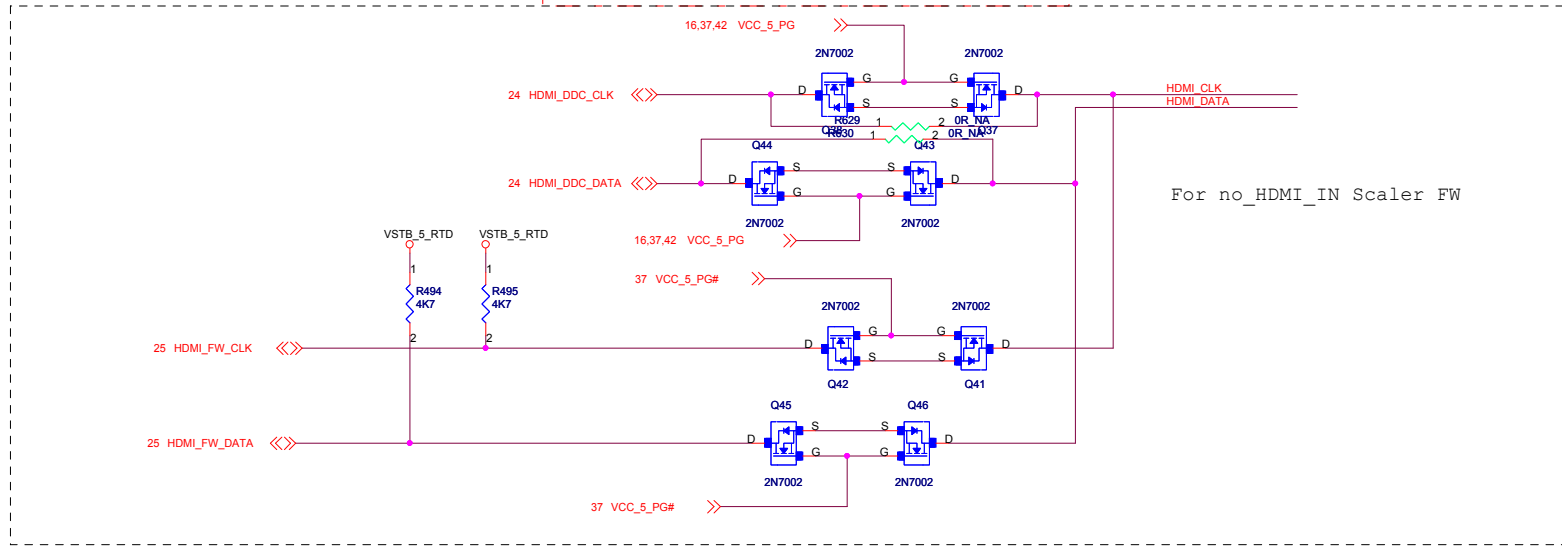 16,37,42 VCC_5_PG
2N7002 2N7002
G G
24 HDMI_DDC_CLK D D HDMI_CLK
HDMI_DATA
S S
R629 1 2 0R_NA
Q38 Q37
R630 1 2 0R_NA
Q44 Q43
S S
24 HDMI_DDC_DATA D D
G G
For no_HDMI_IN Scaler FW
2N7002 2N7002
VSTB_5_RTD VSTB_5_RTD
16,37,42 VCC_5_PG
1 1
37 VCC_5_PG#
R494 R495
4K7 4K7
2N7002 2N7002
2 2
G G
25 HDMI_FW_CLK D D
S S
Q42 Q41
Q45 Q46
S S
25 HDMI_FW_DATA D D
G G
2N7002 2N7002
37 VCC_5_PG#